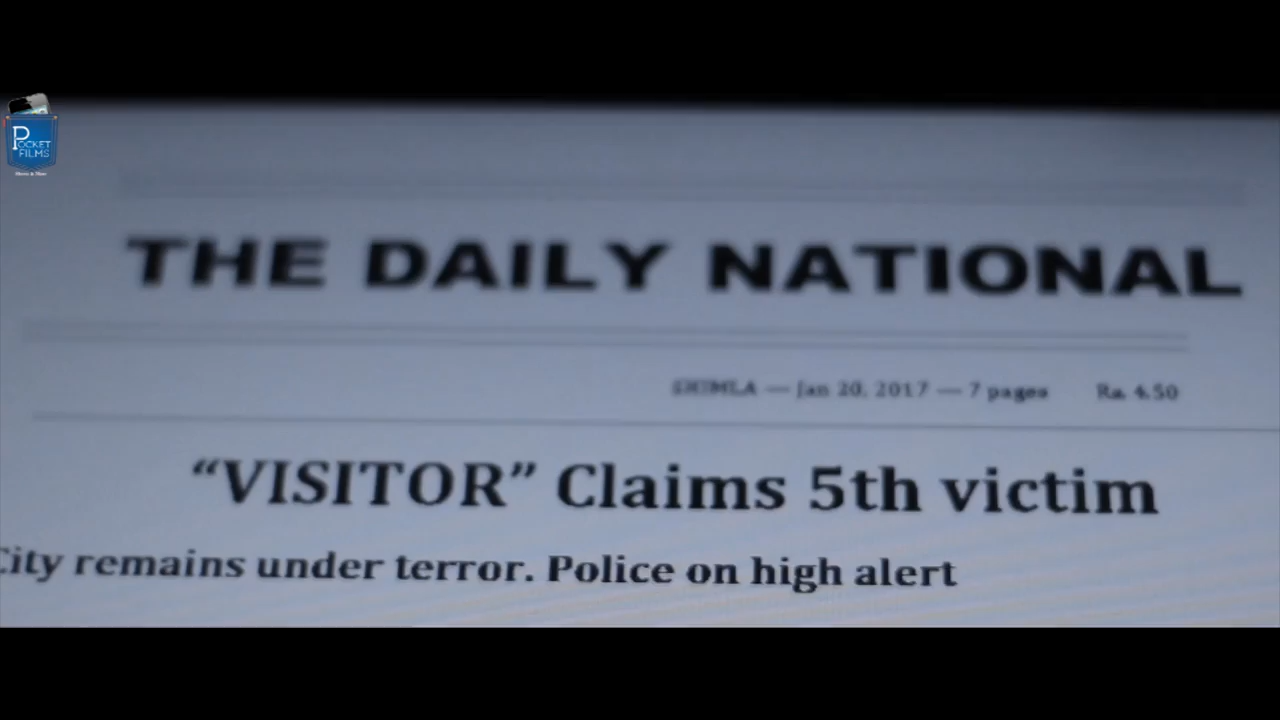 POCKET
FILMS
THE DAILY NATIONAL
SHIMLA — Jan 20, 2017 — 7 pages Rs. 4.50
“VISITOR” Claims 5th victim
City remains under terror. Police on high alert